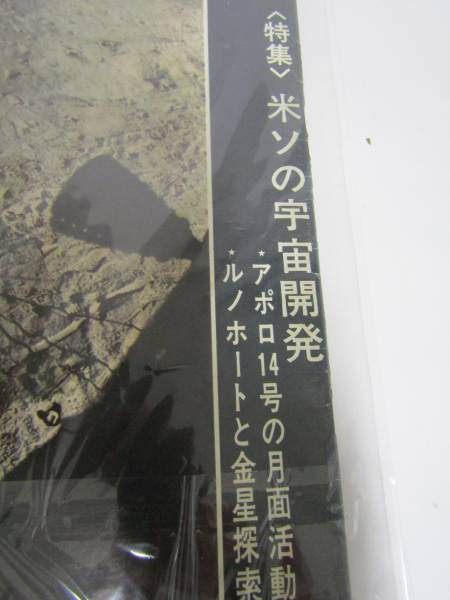 〈特集〉米ソの宇宙開発
★アポロ14号の月面活動
★ルノホートと金星探索